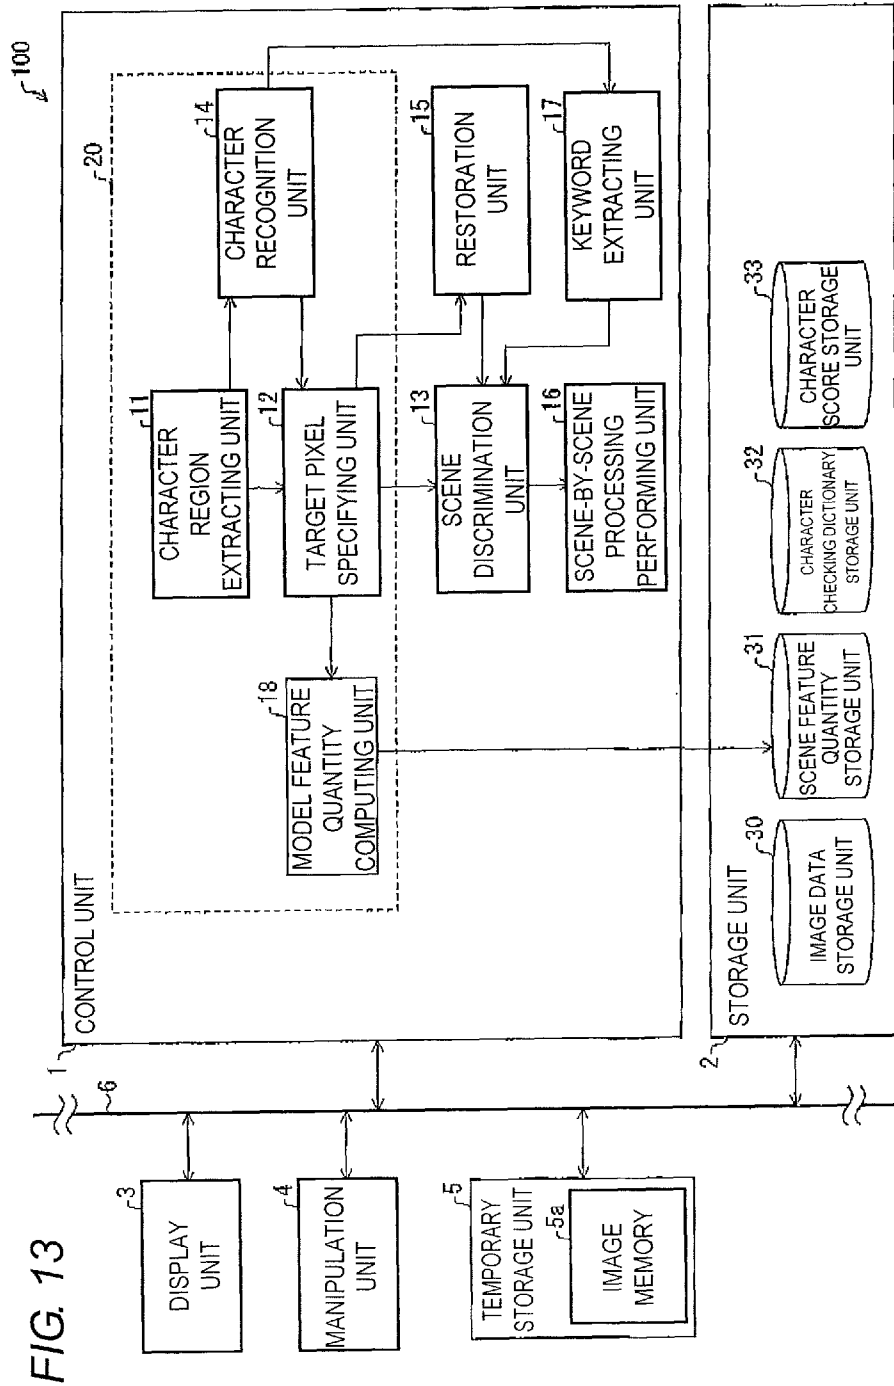 FIG. 13
100
1
CONTROL UNIT
20
11
CHARACTER
REGION
EXTRACTING UNIT
14
CHARACTER
RECOGNITION
UNIT
18
MODEL FEATURE
QUANTITY
COMPUTING UNIT
12
TARGET PIXEL
SPECIFYING UNIT
13
SCENE
DISCRIMINATION
UNIT
15
RESTORATION
UNIT
16
SCENE-BY-SCENE
PROCESSING
PERFORMING UNIT
17
KEYWORD
EXTRACTING
UNIT
6
3
DISPLAY
UNIT
4
MANIPULATION
UNIT
5
TEMPORARY
STORAGE UNIT
5a
IMAGE
MEMORY
2
STORAGE UNIT
30
IMAGE DATA
STORAGE UNIT
31
SCENE FEATURE
QUANTITY
STORAGE UNIT
32
CHARACTER
CHECKING DICTIONARY
STORAGE UNIT
33
CHARACTER
SCORE STORAGE
UNIT